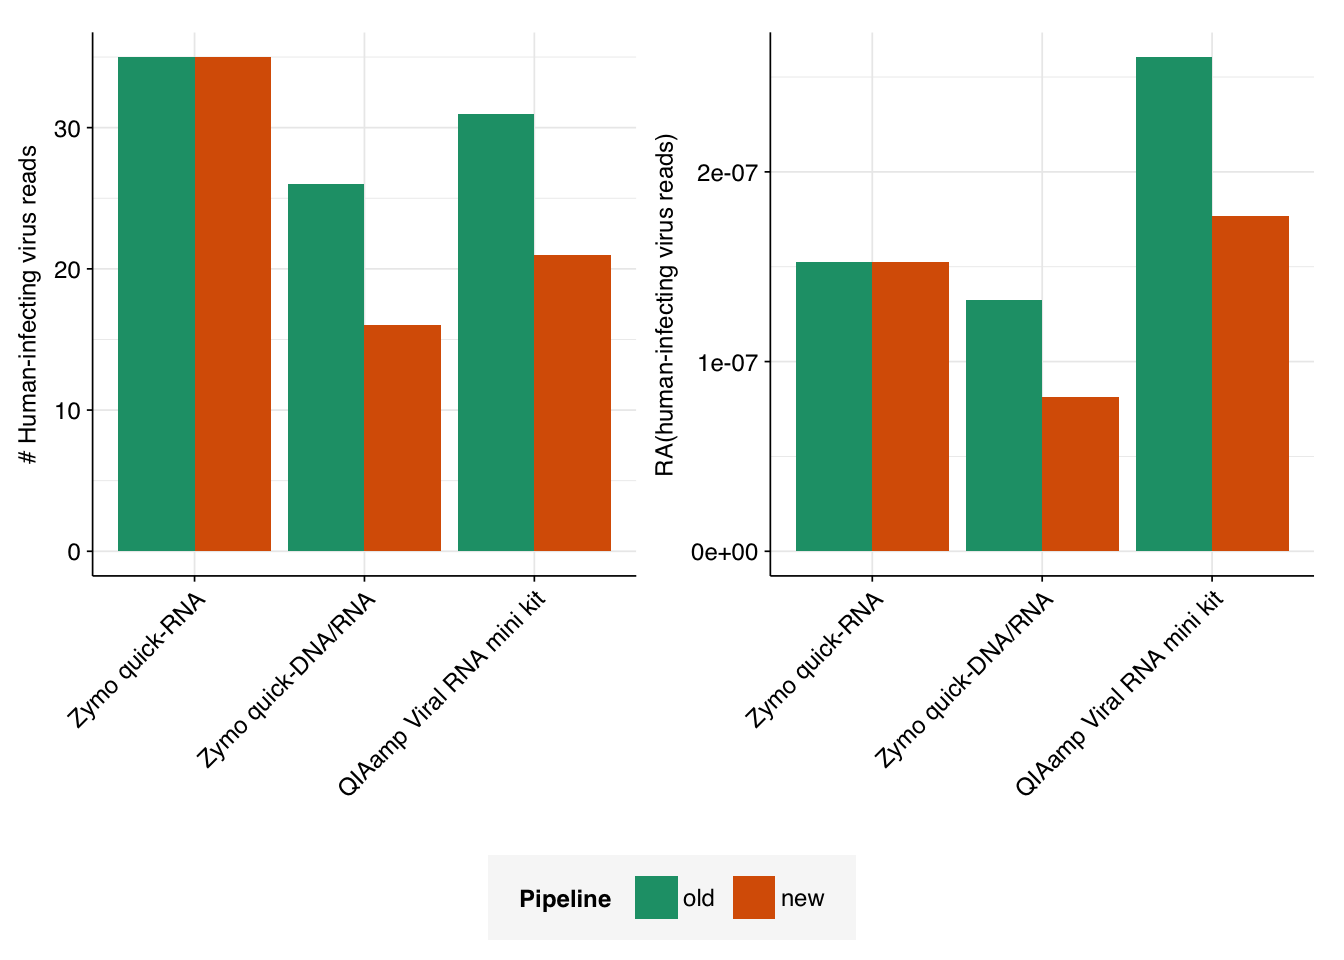 # Human-infecting virus reads
30
20
10
0
Zymo quick-RNA
Zymo quick-DNA/RNA
QIAamp Viral RNA mini kit
RA(human-infecting virus reads)
2e-07
1e-07
0e+00
Zymo quick-RNA
Zymo quick-DNA/RNA
QIAamp Viral RNA mini kit
Pipeline old new